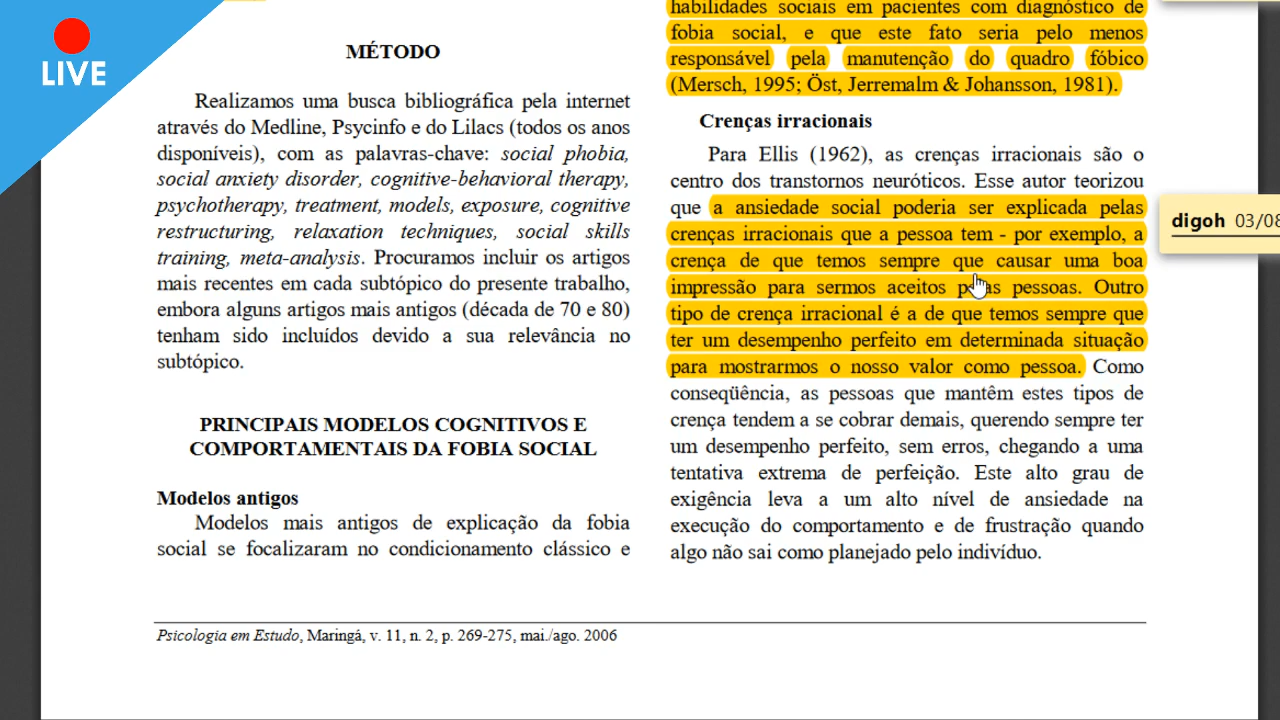 LIVE
MÉTODO
Realizamos uma busca bibliográfica pela internet
através do Medline, Psycinfo e do Lilacs (todos os anos
disponíveis), com as palavras-chave: social phobia,
social anxiety disorder, cognitive-behavioral therapy,
psychotherapy, treatment, models, exposure, cognitive
restructuring, relaxation techniques, social skills
training, meta-analysis. Procuramos incluir os artigos
mais recentes em cada subtópico do presente trabalho,
embora alguns artigos mais antigos (década de 70 e 80)
tenham sido incluídos devido a sua relevância no
subtópico.
PRINCIPAIS MODELOS COGNITIVOS E
COMPORTAMENTAIS DA FOBIA SOCIAL
Modelos antigos
Modelos mais antigos de explicação da fobia
social se focalizaram no condicionamento clássico e
habilidades sociais em pacientes com diagnóstico de
fobia social, e que este fato seria pelo menos
responsável pela manutenção do quadro fóbico
(Mersch, 1995; Öst, Jerremalm & Johansson, 1981).
Crenças irracionais
Para Ellis (1962), as crenças irracionais são o
centro dos transtornos neuróticos. Esse autor teorizou
que a ansiedade social poderia ser explicada pelas
crenças irracionais que a pessoa tem - por exemplo, a
crença de que temos sempre que causar uma boa
impressão para sermos aceitos pessoas. Outro
tipo de crença irracional é a de que temos sempre que
ter um desempenho perfeito em determinada situação
para mostrarmos o nosso valor como pessoa. Como
conseqüência, as pessoas que mantêm estes tipos de
crença tendem a se cobrar demais, querendo sempre ter
um desempenho perfeito, sem erros, chegando a uma
tentativa extrema de perfeição. Este alto grau de
exigência leva a um alto nível de ansiedade na
execução do comportamento e de frustração quando
algo não sai como planejado pelo indivíduo.
digoh 03/08
Psicologia em Estudo, Maringá, v. 11, n. 2, p. 269-275, mai./ago. 2006